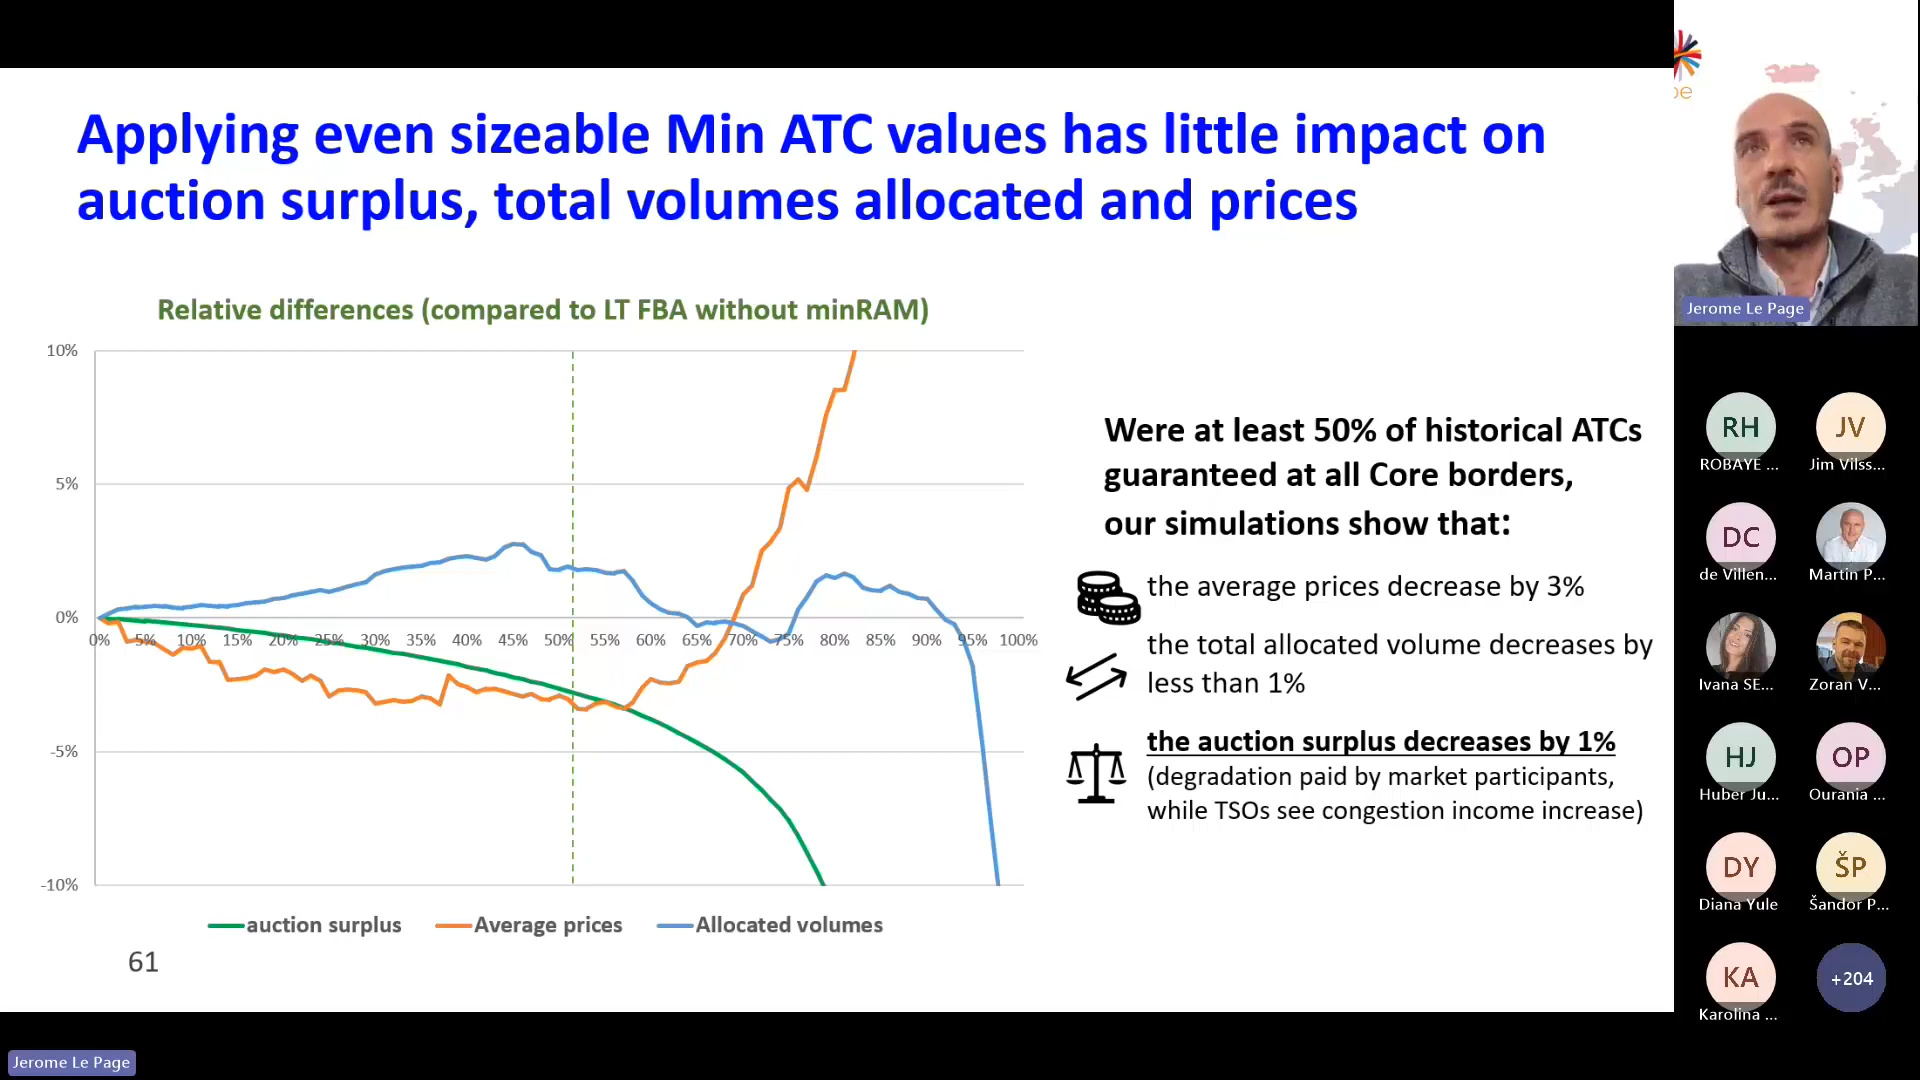 Applying even sizeable Min ATC values has little impact on
auction surplus, total volumes allocated and prices
Relative differences (compared to LT FBA without minRAM)
10%
5%
0%
-5%
-10%
0% 5% 10% 15% 20% 25% 30% 35% 40% 45% 50% 55% 60% 65% 70% 75% 80% 85% 90% 95% 100%
auction surplus Average prices Allocated volumes
61
Were at least 50% of historical ATCs
guaranteed at all Core borders,
our simulations show that:
the average prices decrease by 3%
the total allocated volume decreases by
less than 1%
the auction surplus decreases by 1%
(degradation paid by market participants,
while TSOs see congestion income increase)
Jerome Le Page
RH JV
ROBAYE ... Jim Vilss...
DC
de Villen... Martin P...
Ivana SE... Zoran V...
HJ OP
Huber Ju... Ourania ...
DY ŠP
Diana Yule Šandor P...
KA +204
Karolina ...
Jerome Le Page